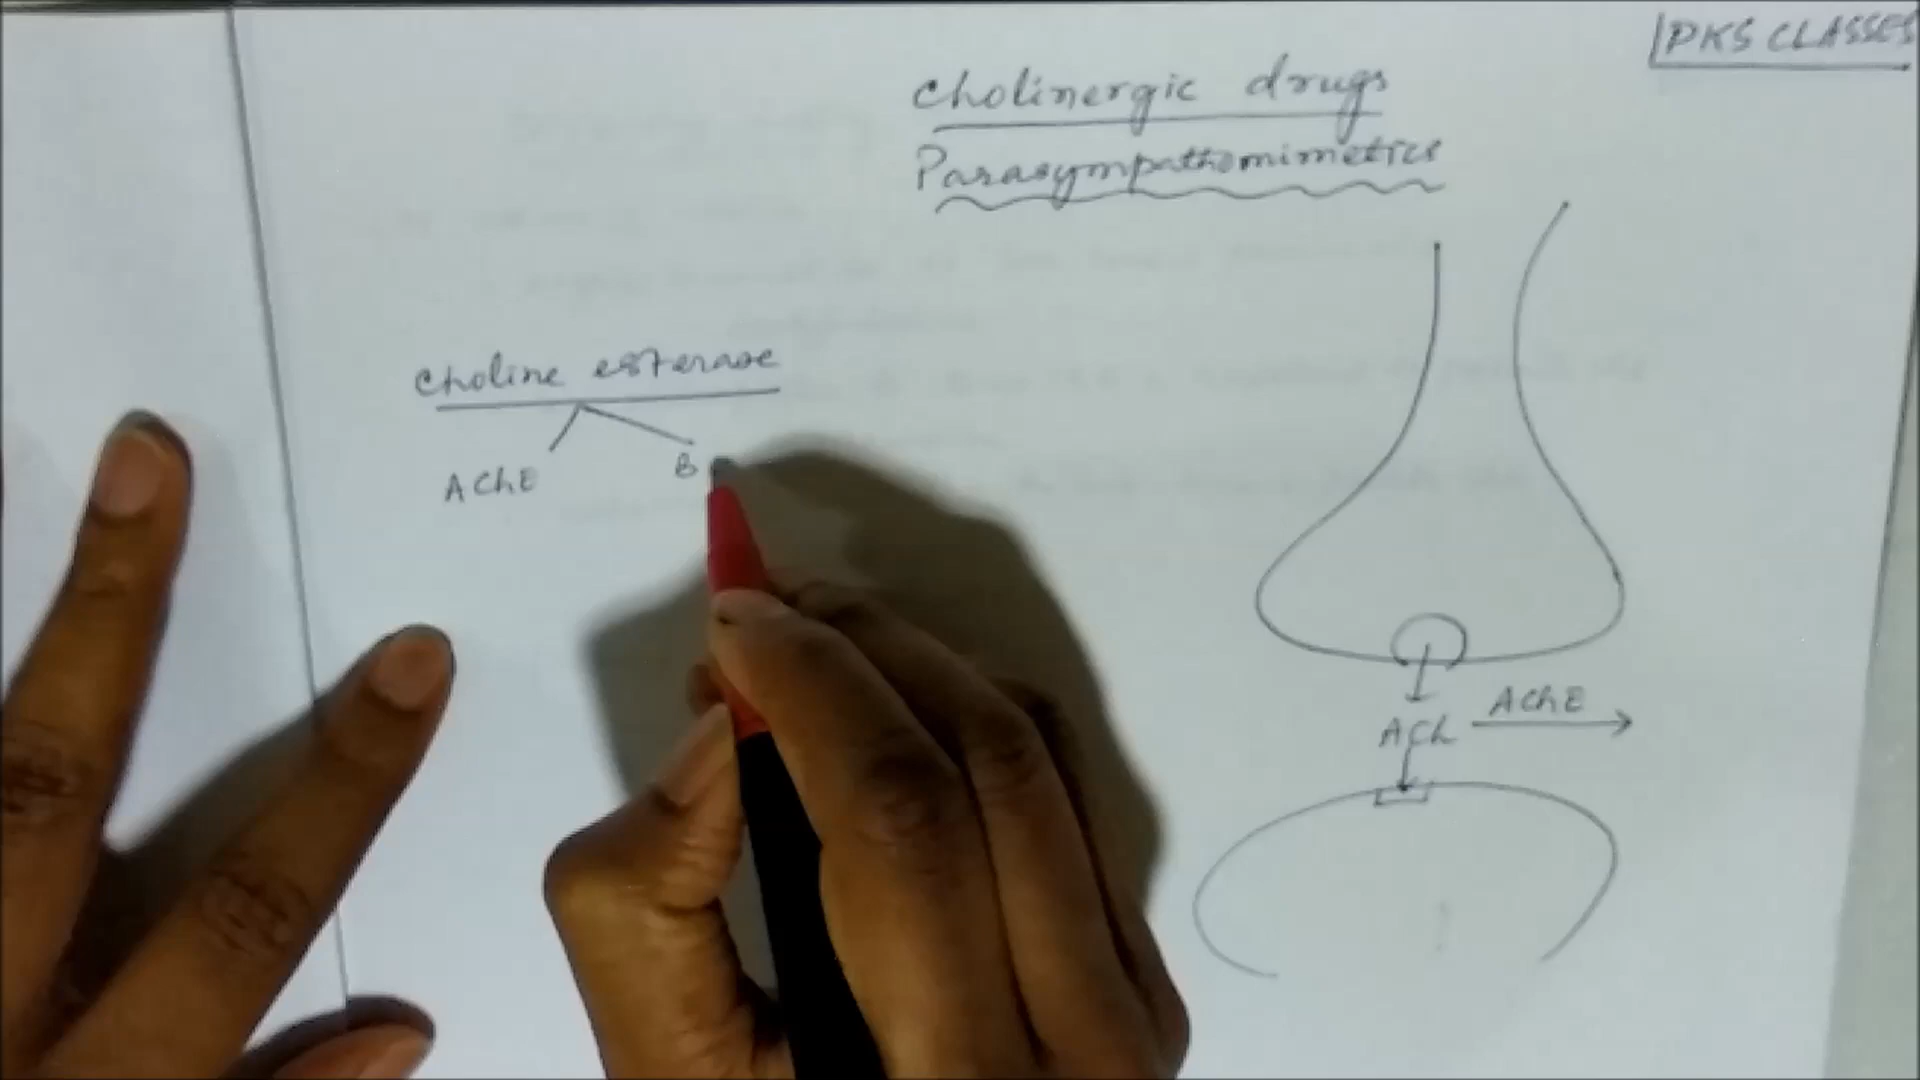 PKS CLASSES
Cholinergic drugs
Parasympathomimetics
Choline esterase
AChE
B
AChE
ACh